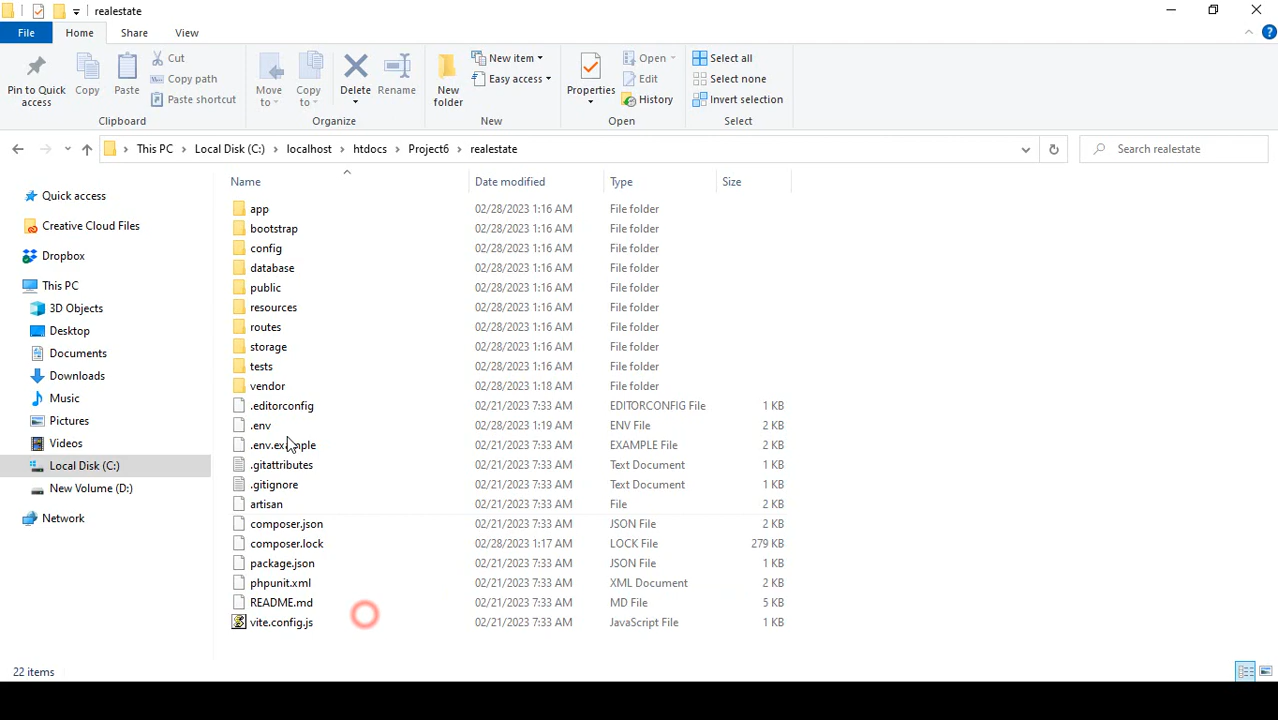 realestate
File Home Share View
Pin to Quick access
Copy
Paste
Cut
Copy path
Paste shortcut
Clipboard
Move to
Copy to
Delete
Rename
Organize
New folder
New item
Easy access
New
Properties
Open
Edit
History
Open
Select all
Select none
Invert selection
Select
This PC Local Disk (C:) localhost htdocs Project6 realestate
Search realestate
Quick access
Creative Cloud Files
Dropbox
This PC
3D Objects
Desktop
Documents
Downloads
Music
Pictures
Videos
Local Disk (C:)
New Volume (D:)
Network
Name Date modified Type Size
app 02/28/2023 1:16 AM File folder
bootstrap 02/28/2023 1:16 AM File folder
config 02/28/2023 1:16 AM File folder
database 02/28/2023 1:16 AM File folder
public 02/28/2023 1:16 AM File folder
resources 02/28/2023 1:16 AM File folder
routes 02/28/2023 1:16 AM File folder
storage 02/28/2023 1:16 AM File folder
tests 02/28/2023 1:16 AM File folder
vendor 02/28/2023 1:18 AM File folder
.editorconfig 02/21/2023 7:33 AM EDITORCONFIG File 1 KB
.env 02/28/2023 1:19 AM ENV File 2 KB
.env.example 02/21/2023 7:33 AM EXAMPLE File 2 KB
.gitattributes 02/21/2023 7:33 AM Text Document 1 KB
.gitignore 02/21/2023 7:33 AM Text Document 1 KB
artisan 02/21/2023 7:33 AM File 2 KB
composer.json 02/21/2023 7:33 AM JSON File 2 KB
composer.lock 02/28/2023 1:17 AM LOCK File 279 KB
package.json 02/21/2023 7:33 AM JSON File 1 KB
phpunit.xml 02/21/2023 7:33 AM XML Document 2 KB
README.md 02/21/2023 7:33 AM MD File 5 KB
vite.config.js 02/21/2023 7:33 AM JavaScript File 1 KB
22 items